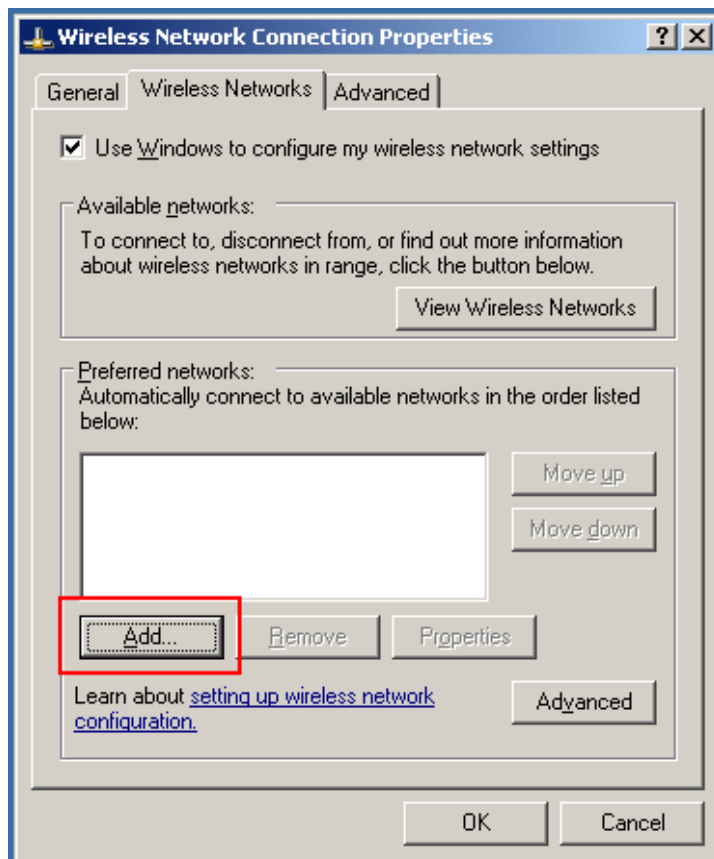 Wireless Network Connection Properties
General Wireless Networks Advanced
Use Windows to configure my wireless network settings
Available networks:
To connect to, disconnect from, or find out more information
about wireless networks in range, click the button below.
View Wireless Networks
Preferred networks:
Automatically connect to available networks in the order listed
below:
Move up
Move down
Add... Remove Properties
Learn about setting up wireless network
configuration.
Advanced
OK Cancel